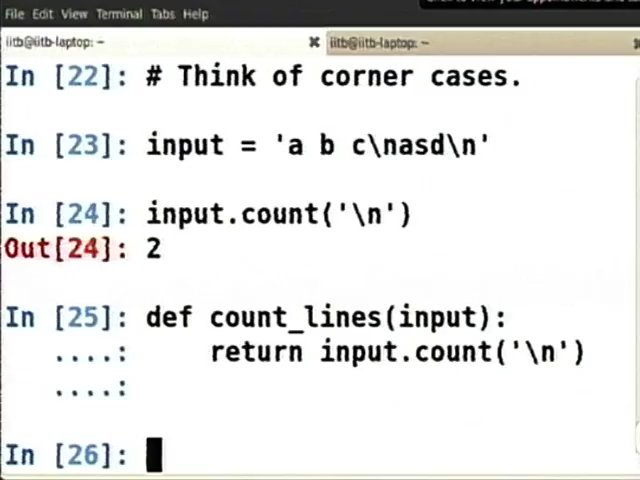 File Edit View Terminal Tabs Help
iitb@iitb-laptop: ~ iitb@iitb-laptop: ~
In [22]: # Think of corner cases.
In [23]: input = 'a b c\nasd\n'
In [24]: input.count('\n')
Out[24]: 2
In [25]: def count_lines(input):
....: return input.count('\n')
....:
In [26]: